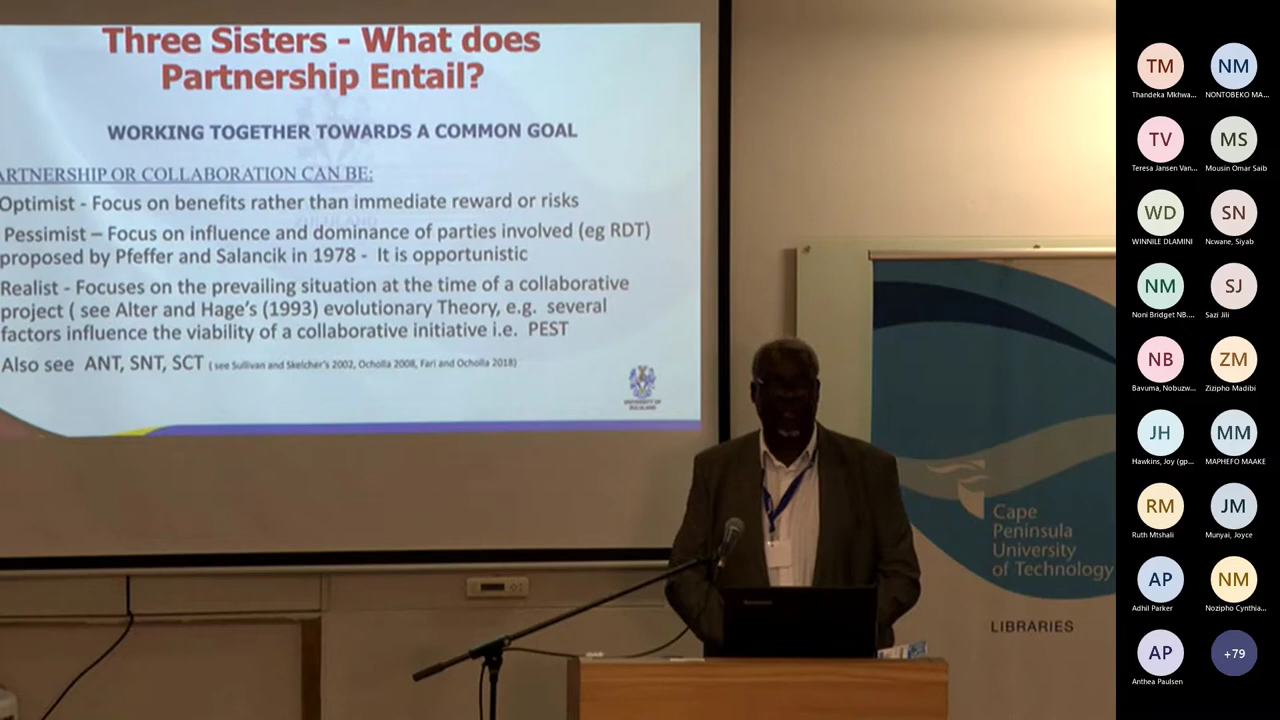 Three Sisters - What does
Partnership Entail?
WORKING TOGETHER TOWARDS A COMMON GOAL
ARTNERSHIP OR COLLABORATION CAN BE:
Optimist - Focus on benefits rather than immediate reward or risks
Pessimist – Focus on influence and dominance of parties involved (eg RDT)
proposed by Pfeffer and Salancik in 1978 - It is opportunistic
Realist - Focuses on the prevailing situation at the time of a collaborative
project ( see Alter and Hage's (1993) evolutionary Theory, e.g. several
factors influence the viability of a collaborative initiative i.e. PEST
Also see ANT, SNT, SCT ( see Sullivan and Skelcher's 2002, Ocholla 2008, Fari and Ocholla 2018)
UNIVERSITY OF
ZULULAND
Cape
Peninsula
University
of Technology
LIBRARIES
TM
NM
Thandeka Mkhwa...
NONTOBEKO MA...
TV
MS
Teresa Jansen Van...
Mousin Omar Saib
WD
SN
WINNILE DLAMINI
Ncwane, Siyab
NM
SJ
Noni Bridget NB....
Sazi Jili
NB
ZM
Bavuma, Nobuzw...
Zizipho Madibi
JH
MM
Hawkins, Joy (gp...
MAPHEFO MAAKE
RM
JM
Ruth Mtshali
Munyai, Joyce
AP
NM
Adhil Parker
Nozipho Cynthia...
AP
+79
Anthea Paulsen